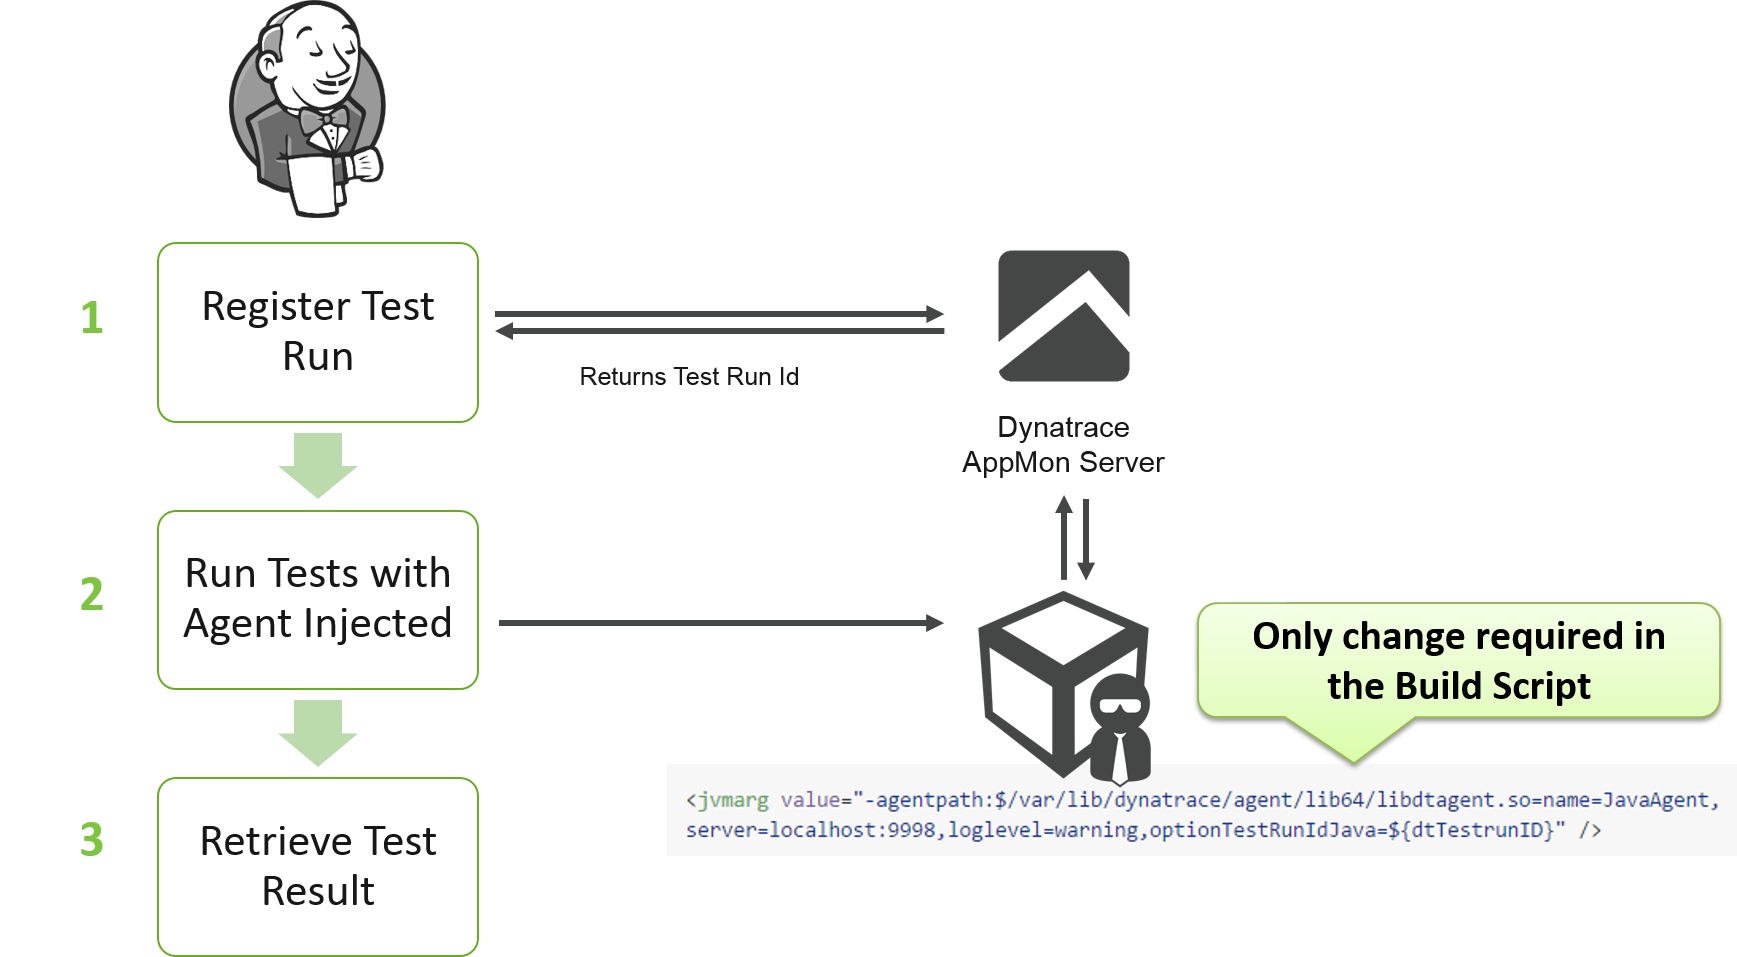 1
Register Test
Run
Returns Test Run Id
Dynatrace
AppMon Server
2
Run Tests with
Agent Injected
Only change required in
the Build Script
<jvmarg value="-agentpath:$/var/lib/dynatrace/agent/lib64/libdtagent.so=name=JavaAgent,
server=localhost:9998,loglevel=warning,optionTestRunIdJava=${dtTestrunID}" />
3
Retrieve Test
Result